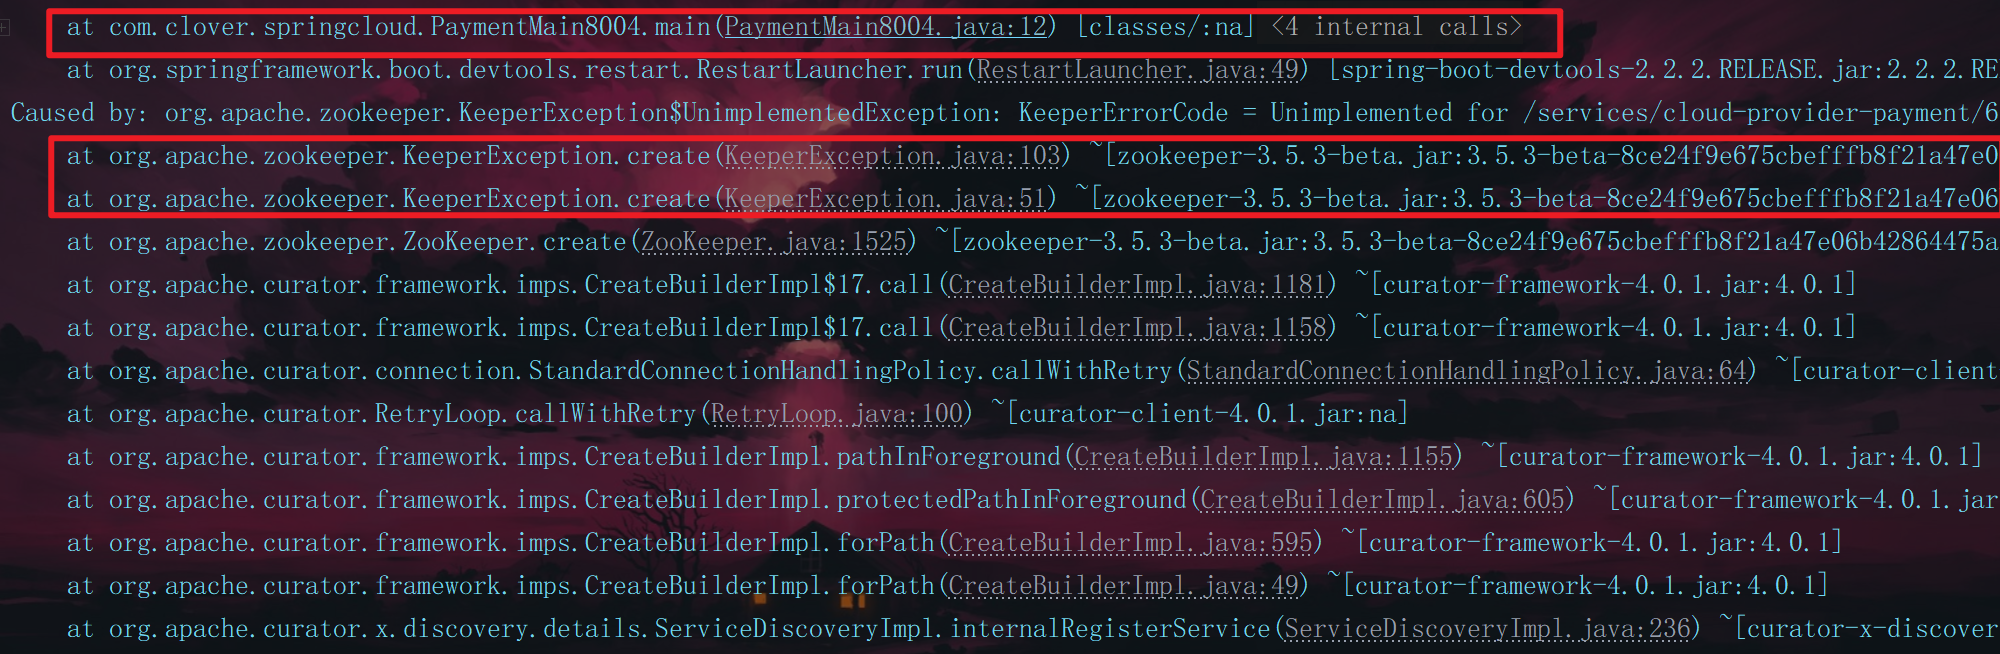 at com.clover.springcloud.PaymentMain8004.main(PaymentMain8004.java:12) [classes/:na] <4 internal calls>
at org.springframework.boot.devtools.restart.RestartLauncher.run(RestartLauncher.java:49) [spring-boot-devtools-2.2.2.RELEASE.jar:2.2.2.RE
Caused by: org.apache.zookeeper.KeeperException$UnimplementedException: KeeperErrorCode = Unimplemented for /services/cloud-provider-payment/6
at org.apache.zookeeper.KeeperException.create(KeeperException.java:103) ~[zookeeper-3.5.3-beta.jar:3.5.3-beta-8ce24f9e675cbefffb8f21a47e0
at org.apache.zookeeper.KeeperException.create(KeeperException.java:51) ~[zookeeper-3.5.3-beta.jar:3.5.3-beta-8ce24f9e675cbefffb8f21a47e06
at org.apache.zookeeper.ZooKeeper.create(ZooKeeper.java:1525) ~[zookeeper-3.5.3-beta.jar:3.5.3-beta-8ce24f9e675cbefffb8f21a47e06b42864475a
at org.apache.curator.framework.imps.CreateBuilderImpl$17.call(CreateBuilderImpl.java:1181) ~[curator-framework-4.0.1.jar:4.0.1]
at org.apache.curator.framework.imps.CreateBuilderImpl$17.call(CreateBuilderImpl.java:1158) ~[curator-framework-4.0.1.jar:4.0.1]
at org.apache.curator.connection.StandardConnectionHandlingPolicy.callWithRetry(StandardConnectionHandlingPolicy.java:64) ~[curator-client
at org.apache.curator.RetryLoop.callWithRetry(RetryLoop.java:100) ~[curator-client-4.0.1.jar:na]
at org.apache.curator.framework.imps.CreateBuilderImpl.pathInForeground(CreateBuilderImpl.java:1155) ~[curator-framework-4.0.1.jar:4.0.1]
at org.apache.curator.framework.imps.CreateBuilderImpl.protectedPathInForeground(CreateBuilderImpl.java:605) ~[curator-framework-4.0.1.jar
at org.apache.curator.framework.imps.CreateBuilderImpl.forPath(CreateBuilderImpl.java:595) ~[curator-framework-4.0.1.jar:4.0.1]
at org.apache.curator.framework.imps.CreateBuilderImpl.forPath(CreateBuilderImpl.java:49) ~[curator-framework-4.0.1.jar:4.0.1]
at org.apache.curator.x.discovery.details.ServiceDiscoveryImpl.internalRegisterService(ServiceDiscoveryImpl.java:236) ~[curator-x-discover